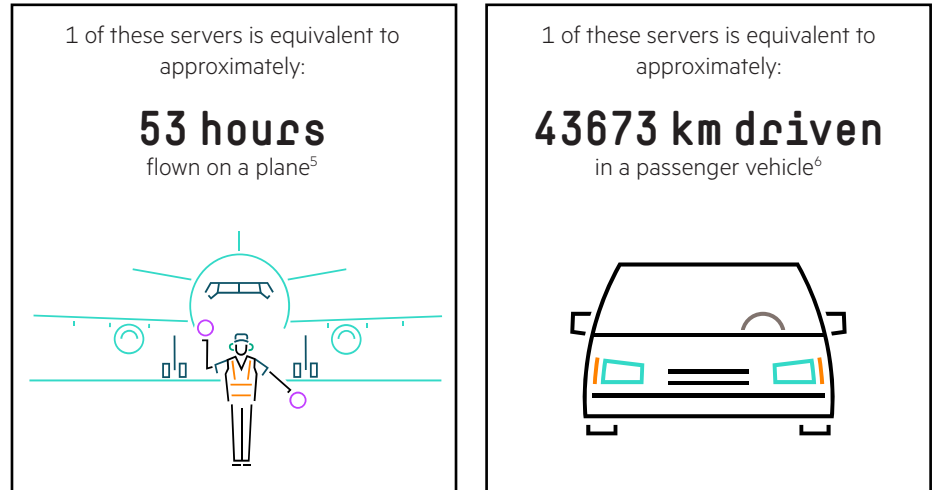 1 of these servers is equivalent to
approximately:
53 hours
flown on a plane⁵
1 of these servers is equivalent to
approximately:
43673 km driven
in a passenger vehicle⁶